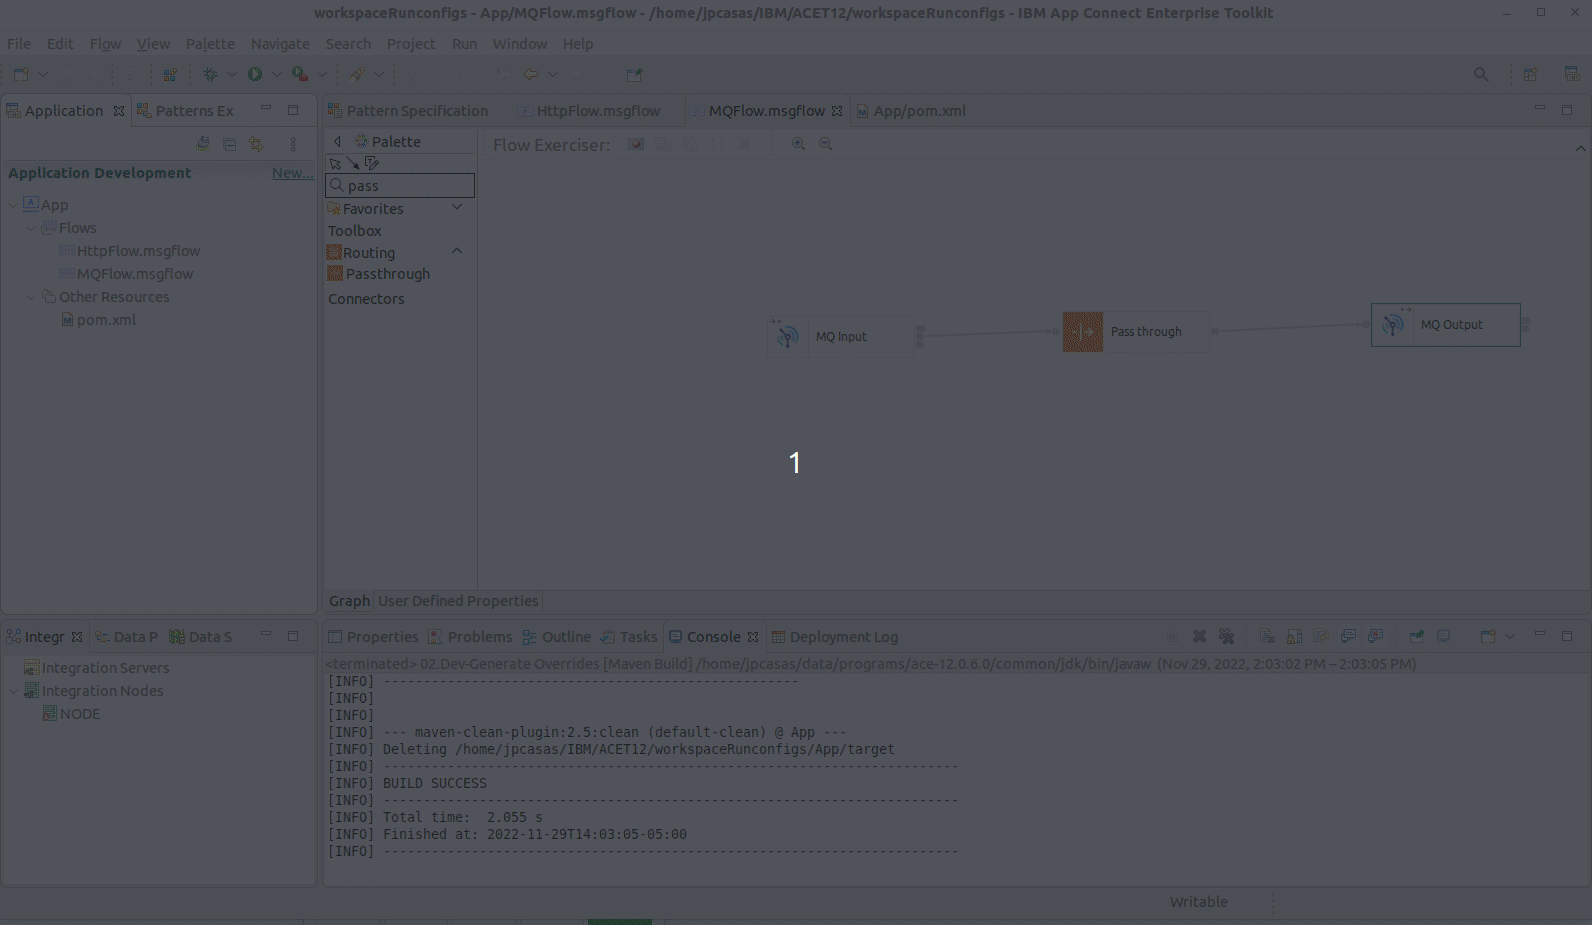 workspaceRunconfigs - App/MQFlow.msgflow - /home/jpcasas/IBM/ACET12/workspaceRunconfigs - IBM App Connect Enterprise Toolkit
File Edit Flow View Palette Navigate Search Project Run Window Help
Application Patterns Ex
Pattern Specification HttpFlow.msgflow MQFlow.msgflow App/pom.xml
Application Development New...
App
Flows
HttpFlow.msgflow
MQFlow.msgflow
Other Resources
pom.xml
Palette
pass
Favorites
Toolbox
Routing
Passthrough
Connectors
Flow Exerciser:
MQ Input
Pass through
MQ Output
1
Graph User Defined Properties
Integr Data P Data S
Integration Servers
Integration Nodes
NODE
Properties Problems Outline Tasks Console Deployment Log
<terminated> 02.Dev-Generate Overrides [Maven Build] /home/jpcasas/data/programs/ace-12.0.6.0/common/jdk/bin/javaw (Nov 29, 2022, 2:03:02 PM – 2:03:05 PM)
[INFO] ----------------------------------------------------
[INFO]
[INFO]
[INFO] --- maven-clean-plugin:2.5:clean (default-clean) @ App ---
[INFO] Deleting /home/jpcasas/IBM/ACET12/workspaceRunconfigs/App/target
[INFO] ------------------------------------------------------------------------
[INFO] BUILD SUCCESS
[INFO] ------------------------------------------------------------------------
[INFO] Total time:  2.055 s
[INFO] Finished at: 2022-11-29T14:03:05-05:00
[INFO] ------------------------------------------------------------------------
Writable